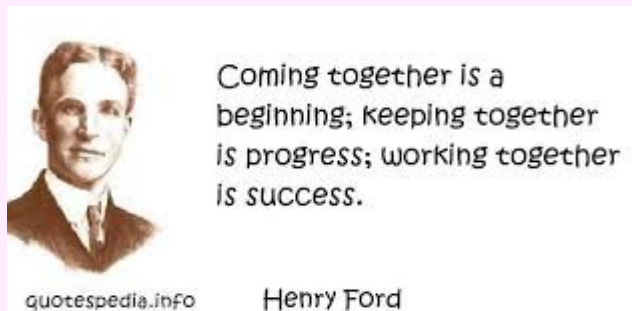 Coming together is a
beginning; keeping together
is progress; working together
is success.
quotespedia.info
Henry Ford